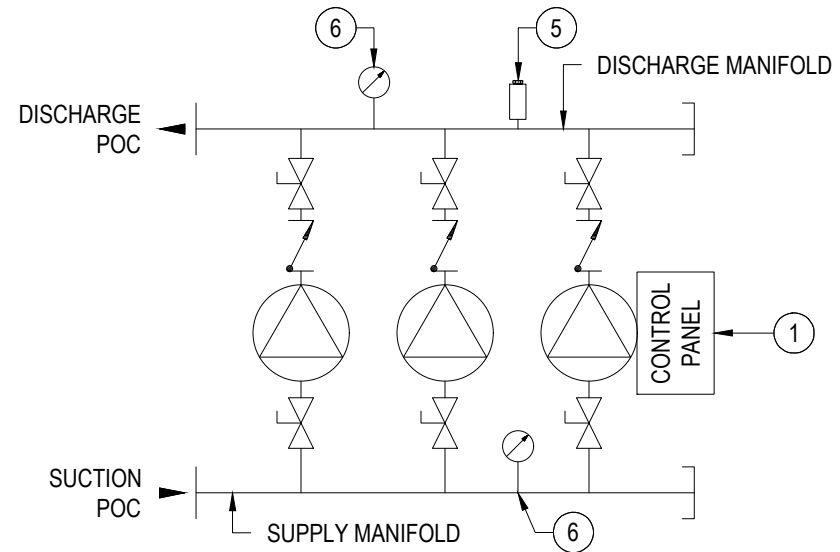 6
5
DISCHARGE MANIFOLD
DISCHARGE
POC
CONTROL
PANEL
1
SUCTION
POC
SUPPLY MANIFOLD
6